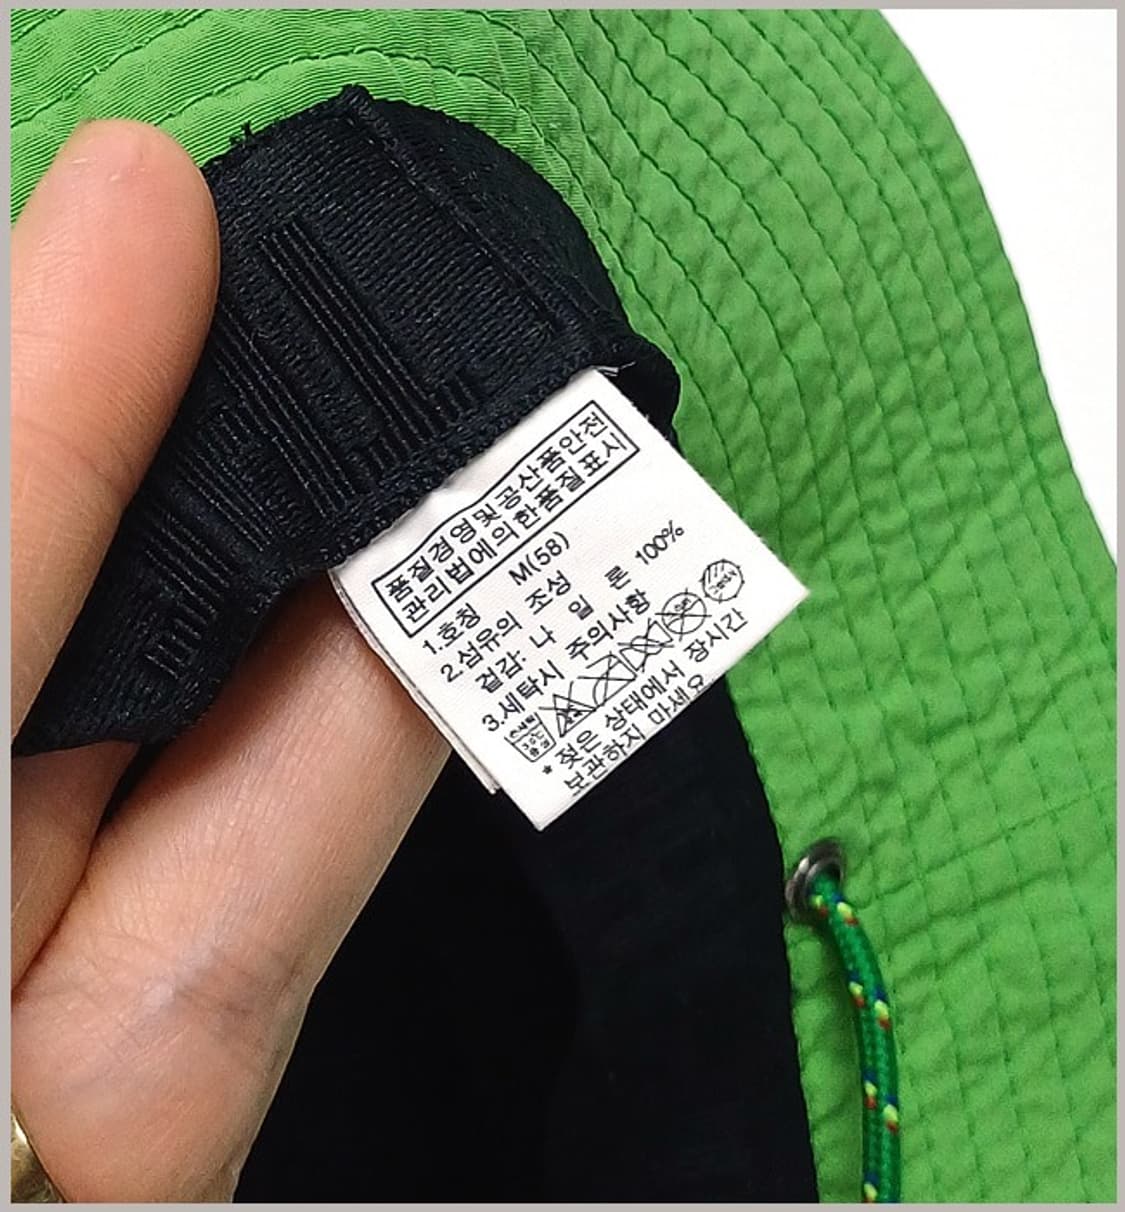 품질경영및공산품안전
관리법에의한품질표시
1.호칭 M(58)
2.섬유의 조성
겉감: 나 일 론 100%
3.세탁시 주의사항
* 젖은 상태에서 장시간
보관하지 마세요